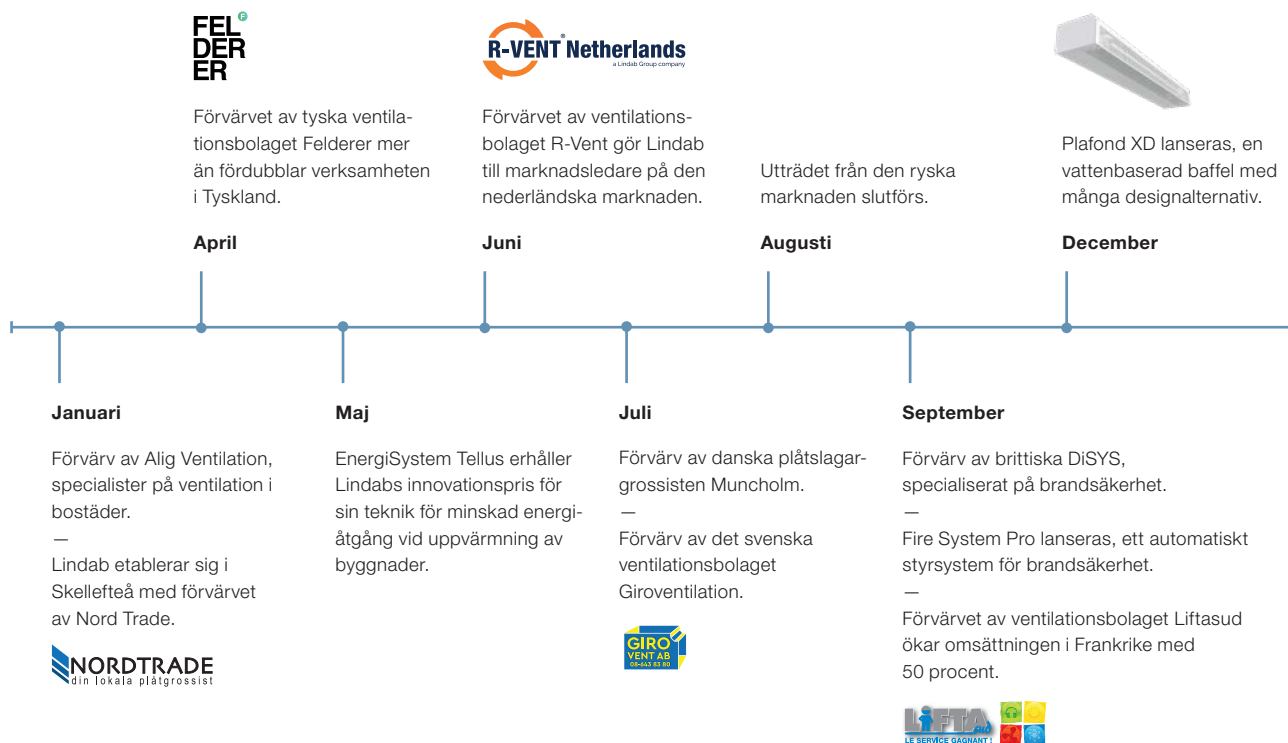 FEL
DER
ER
F
Förvärvet av tyska ventila-
tionsbolaget Felderer mer
än fördubblar verksamheten
i Tyskland.
April
R-VENT® Netherlands
a Lindab Group company
Förvärvet av ventilations-
bolaget R-Vent gör Lindab
till marknadsledare på den
nederländska marknaden.
Juni
Utträdet från den ryska
marknaden slutförs.
Augusti
Plafond XD lanseras, en
vattenbaserad baffel med
många designalternativ.
December
Januari
Förvärv av Alig Ventilation,
specialister på ventilation i
bostäder.
—
Lindab etablerar sig i
Skellefteå med förvärvet
av Nord Trade.
NORDTRADE
din lokala plåtgrossist
Maj
EnergiSystem Tellus erhåller
Lindabs innovationspris för
sin teknik för minskad energi-
åtgång vid uppvärmning av
byggnader.
Juli
Förvärv av danska plåtslagar-
grossisten Muncholm.
—
Förvärv av det svenska
ventilationsbolaget
Giroventilation.
GIRO
VENT AB
08-643 83 80
September
Förvärv av brittiska DiSYS,
specialiserat på brandsäkerhet.
—
Fire System Pro lanseras, ett automatiskt
styrsystem för brandsäkerhet.
—
Förvärvet av ventilationsbolaget Liftasud
ökar omsättningen i Frankrike med
50 procent.
LiFTA sud
LE SERVICE GAGNANT !